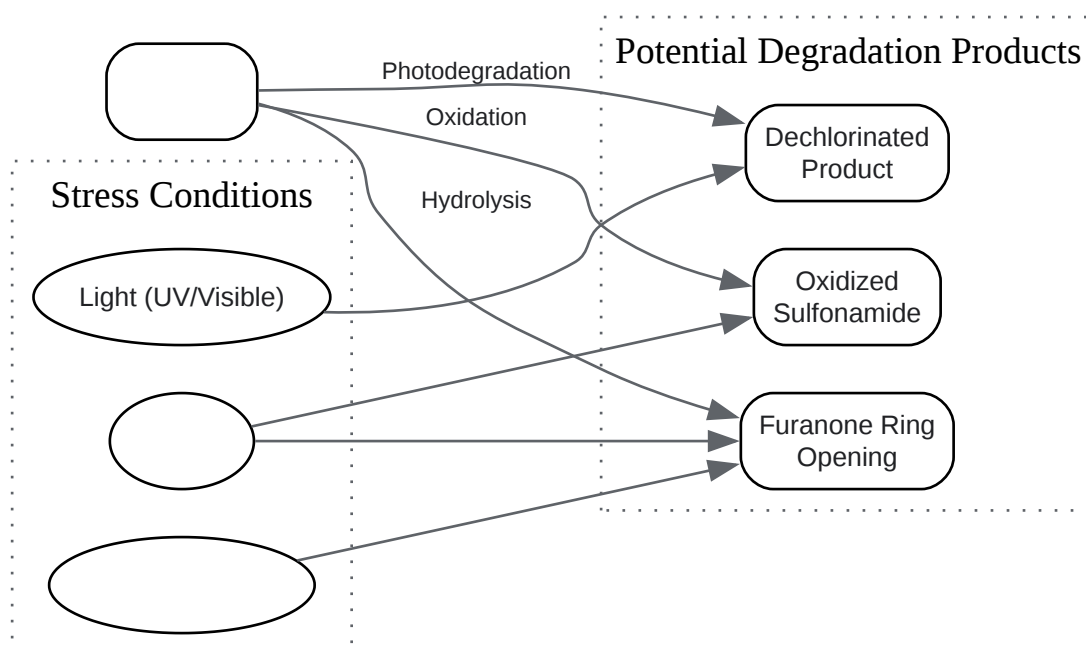 Potential Degradation Products
Photodegradation
Oxidation
Dechlorinated
Product
Stress Conditions
Hydrolysis
Light (UV/Visible)
Oxidized
Sulfonamide
Furanone Ring
Opening